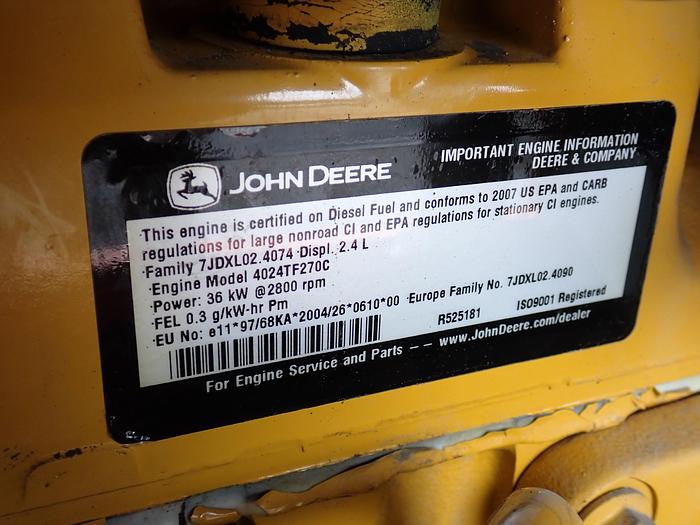 JOHN DEERE
IMPORTANT ENGINE INFORMATION
DEERE & COMPANY
·This engine is certified on Diesel Fuel and conforms to 2007 US EPA and CARB
regulations for large nonroad CI and EPA regulations for stationary CI engines.
·Family 7JDXL02.4074 Displ. 2.4 L
·Engine Model 4024TF270C
·Power: 36 kW @2800 rpm
·FEL 0.3 g/kW-hr Pm
·EU No: e11*97/68KA*2004/26*0610*00 ·Europe Family No. 7JDXL02.4090
R525181 ISO9001 Registered
For Engine Service and Parts -- www.JohnDeere.com/dealer